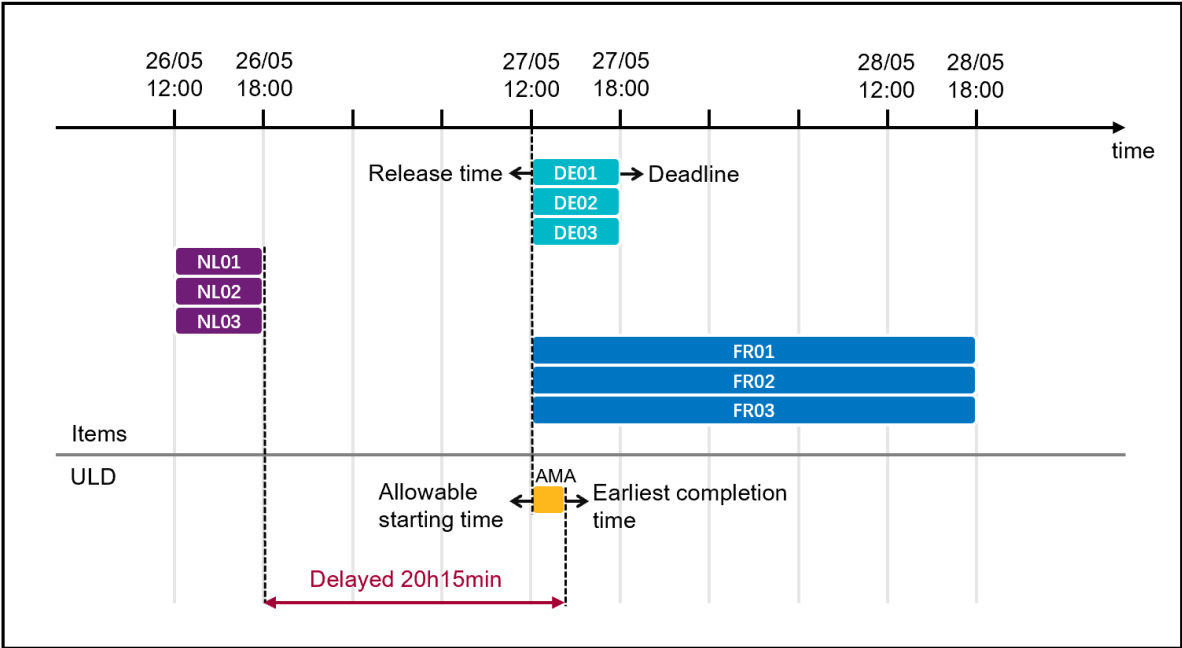 26/05 26/05 27/05 27/05 28/05 28/05
12:00 18:00 12:00 18:00 12:00 18:00
time
Release time DE01 Deadline
DE02
DE03
NL01
NL02
NL03
FR01
FR02
FR03
Items
ULD
AMA
Allowable
starting time
Earliest completion
time
Delayed 20h15min